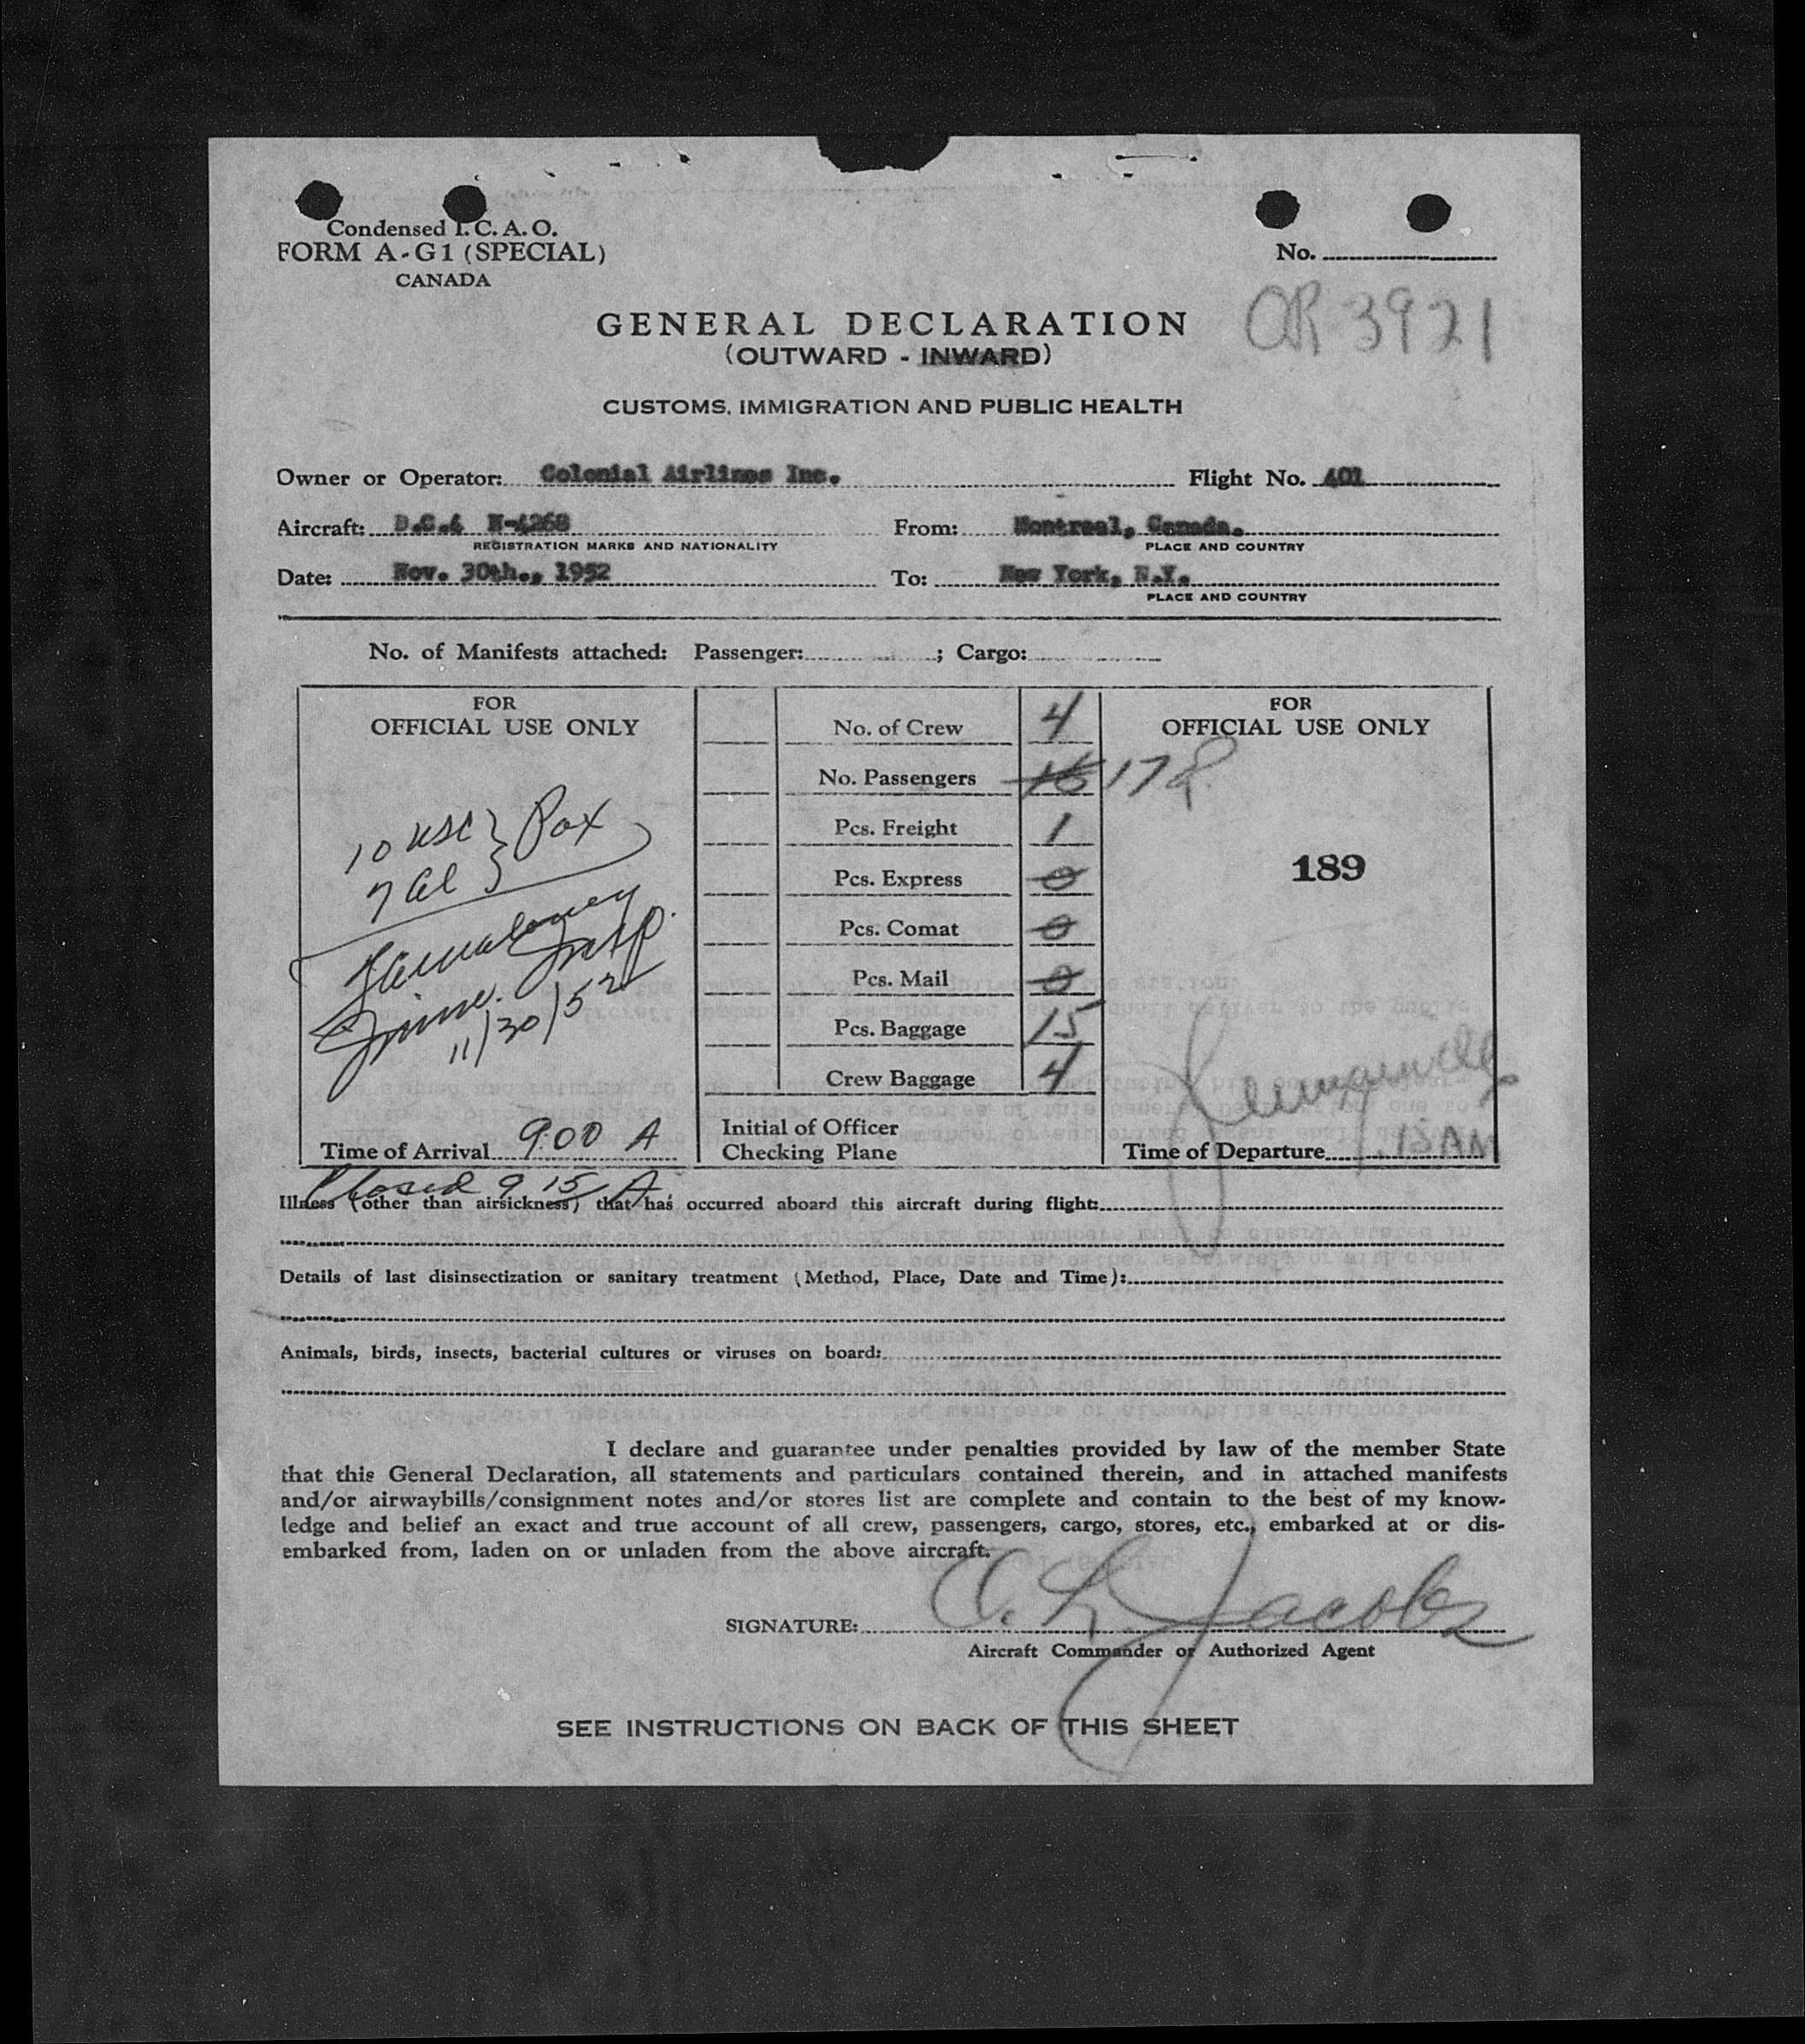 Condensed I.C.A.O.
FORM A-G1 (SPECIAL)
CANADA
No.
OR 3921
GENERAL DECLARATION
(OUTWARD - INWARD)
CUSTOMS, IMMIGRATION AND PUBLIC HEALTH
Owner or Operator: Colonial Airlines Inc. Flight No. 401
Aircraft: D.C.4 N-4268 From: Montreal, Canada.
REGISTRATION MARKS AND NATIONALITY PLACE AND COUNTRY
Date: Nov. 30th., 1952 To: New York, N.Y.
PLACE AND COUNTRY
No. of Manifests attached: Passenger: ; Cargo:
FOR
OFFICIAL USE ONLY
10 USC } Pax
7 Al }
Imm. Insp.
11/30/52
Time of Arrival 9:00 A
Closed 9 15 A
No. of Crew 4
No. Passengers 16 17
Pcs. Freight 1
Pcs. Express 0
Pcs. Comat 0
Pcs. Mail 0
Pcs. Baggage 15
Crew Baggage 4
Initial of Officer
Checking Plane
FOR
OFFICIAL USE ONLY
189
Time of Departure 15 AM
Illness (other than airsickness) that has occurred aboard this aircraft during flight:
Details of last disinsectization or sanitary treatment (Method, Place, Date and Time):
Animals, birds, insects, bacterial cultures or viruses on board:
I declare and guarantee under penalties provided by law of the member State
that this General Declaration, all statements and particulars contained therein, and in attached manifests
and/or airwaybills/consignment notes and/or stores list are complete and contain to the best of my know-
ledge and belief an exact and true account of all crew, passengers, cargo, stores, etc., embarked at or dis-
embarked from, laden on or unladen from the above aircraft.
SIGNATURE: A. L. Jacobs
Aircraft Commander or Authorized Agent
SEE INSTRUCTIONS ON BACK OF THIS SHEET